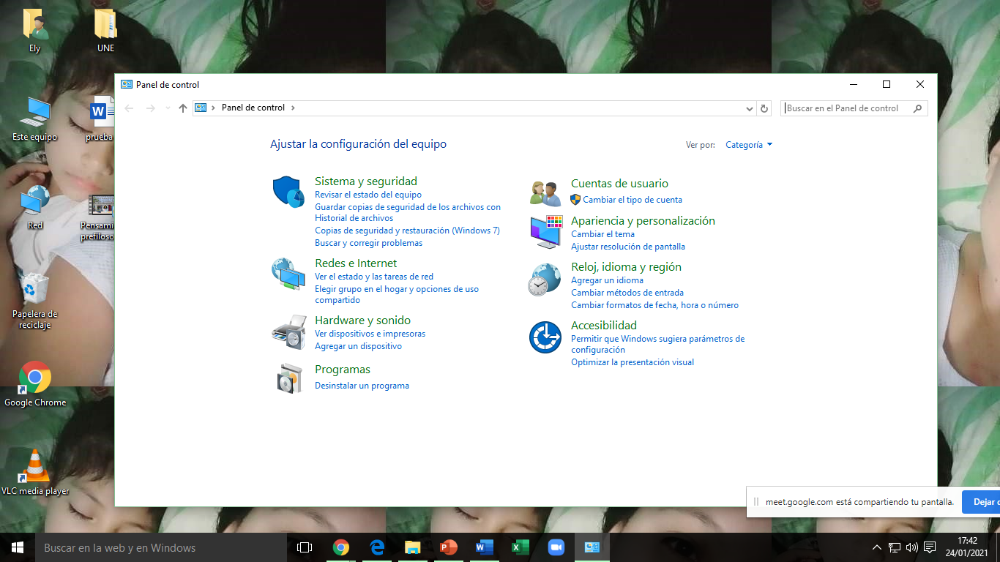 Ely
UNE
Este equipo
prueba
Red
Pensami
prefiloso
Papelera de
reciclaje
Google Chrome
VLC media player
Panel de control
Panel de control
Buscar en el Panel de control
Ajustar la configuración del equipo
Ver por:
Categoría
Sistema y seguridad
Revisar el estado del equipo
Guardar copias de seguridad de los archivos con
Historial de archivos
Copias de seguridad y restauración (Windows 7)
Buscar y corregir problemas
Redes e Internet
Ver el estado y las tareas de red
Elegir grupo en el hogar y opciones de uso
compartido
Hardware y sonido
Ver dispositivos e impresoras
Agregar un dispositivo
Programas
Desinstalar un programa
Cuentas de usuario
Cambiar el tipo de cuenta
Apariencia y personalización
Cambiar el tema
Ajustar resolución de pantalla
Reloj, idioma y región
Agregar un idioma
Cambiar métodos de entrada
Cambiar formatos de fecha, hora o número
Accesibilidad
Permitir que Windows sugiera parámetros de
configuración
Optimizar la presentación visual
meet.google.com está compartiendo tu pantalla.
Dejar
Buscar en la web y en Windows
17:42
24/01/2021